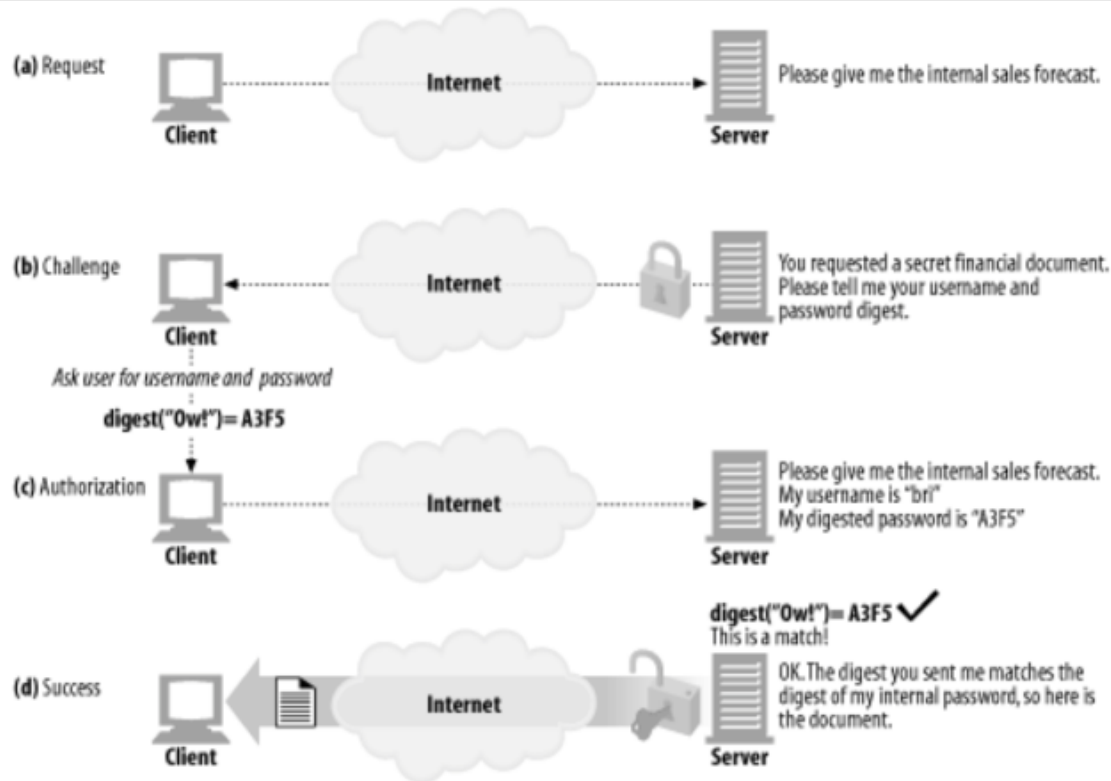 (a) Request
Internet
Please give me the internal sales forecast.
Client
Server
(b) Challenge
Internet
You requested a secret financial document.
Please tell me your username and
password digest.
Client
Server
Ask user for username and password
digest("Ow!")= A3F5
(c) Authorization
Internet
Please give me the internal sales forecast.
My username is "bri"
My digested password is "A3F5"
Client
Server
digest("Ow!")= A3F5
This is a match!
(d) Success
Internet
OK. The digest you sent me matches the
digest of my internal password, so here is
the document.
Client
Server